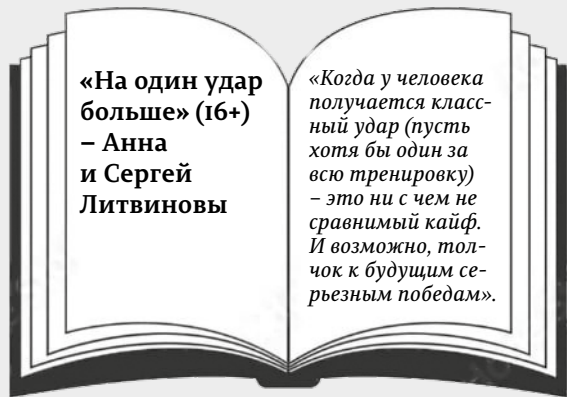 «На один удар
больше» (16+)
– Анна
и Сергей
Литвиновы
«Когда у человека
получается класс-
ный удар (пусть
хотя бы один за
всю тренировку)
– это ни с чем не
сравнимый кайф.
И возможно, тол-
чок к будущим се-
рьезным победам».